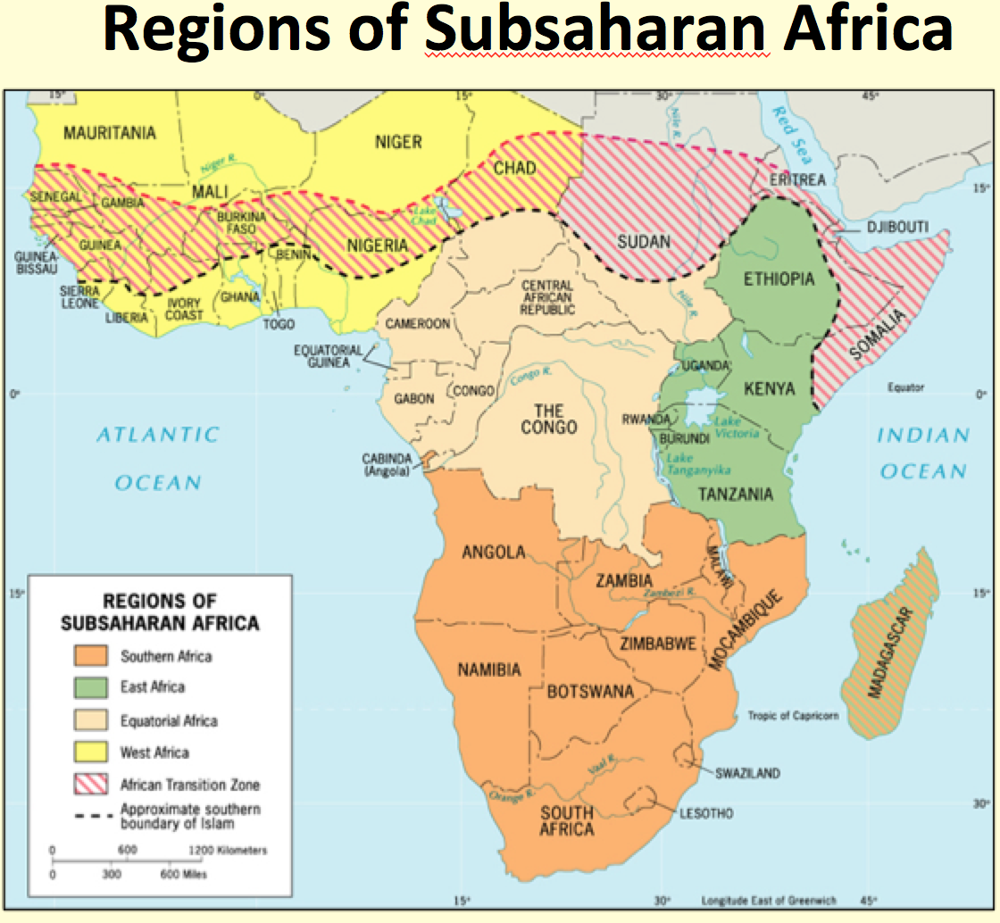 Regions of Subsaharan Africa
15°
0°
15°
30°
45°
MAURITANIA
NIGER
Nile R.
Red Sea
Niger R.
CHAD
ERITREA
15°
SENEGAL
GAMBIA
MALI
BURKINA
FASO
Lake
Chad
GUINEA
BENIN
NIGERIA
SUDAN
DJIBOUTI
GUINEA-
BISSAU
ETHIOPIA
SIERRA
LEONE
LIBERIA
IVORY
COAST
GHANA
TOGO
CENTRAL
AFRICAN
REPUBLIC
Nile R.
CAMEROON
SOMALIA
EQUATORIAL
GUINEA
UGANDA
KENYA
Equator
0°
0°
GABON
CONGO
Congo R.
THE
CONGO
RWANDA
BURUNDI
Lake
Victoria
ATLANTIC
OCEAN
INDIAN
OCEAN
CABINDA
(Angola)
Lake
Tanganyika
TANZANIA
ANGOLA
ZAMBIA
MALAWI
Zambezi R.
15°
15°
MOÇAMBIQUE
MADAGASCAR
ZIMBABWE
NAMIBIA
BOTSWANA
Tropic of Capricorn
Vaal R.
SWAZILAND
Orange R.
LESOTHO
SOUTH
AFRICA
30°
REGIONS OF
SUBSAHARAN AFRICA
Southern Africa
East Africa
Equatorial Africa
West Africa
African Transition Zone
Approximate southern
boundary of Islam
0 600 1200 Kilometers
0 300 600 Miles
15°
30°
Longitude East of Greenwich
45°